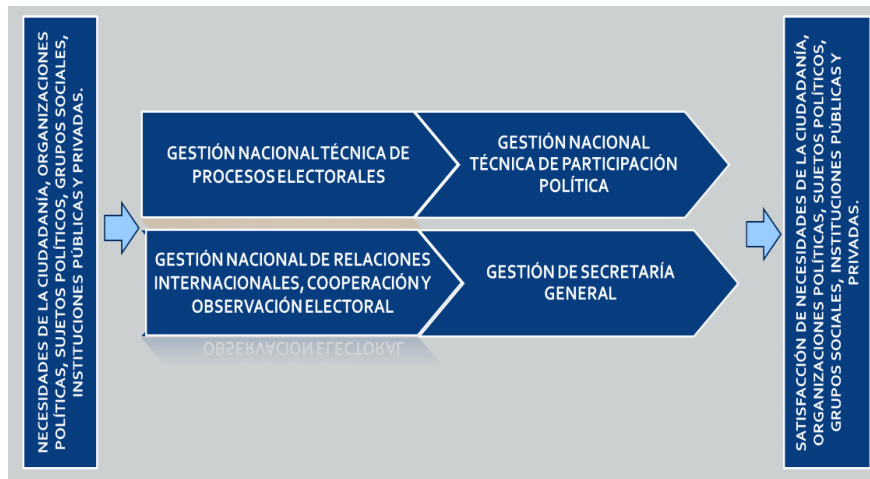 NECESIDADES DE LA CIUDADANÍA, ORGANIZACIONES
POLÍTICAS, SUJETOS POLÍTICOS, GRUPOS SOCIALES,
INSTITUCIONES PÚBLICAS Y PRIVADAS.
GESTIÓN NACIONAL TÉCNICA DE
PROCESOS ELECTORALES
GESTIÓN NACIONAL
TÉCNICA DE PARTICIPACIÓN
POLÍTICA
GESTIÓN NACIONAL DE RELACIONES
INTERNACIONALES, COOPERACIÓN Y
OBSERVACIÓN ELECTORAL
GESTIÓN DE SECRETARÍA
GENERAL
SATISFACCIÓN DE NECESIDADES DE LA CIUDADANÍA,
ORGANIZACIONES POLÍTICAS, SUJETOS POLÍTICOS,
GRUPOS SOCIALES, INSTITUCIONES PÚBLICAS Y
PRIVADAS.